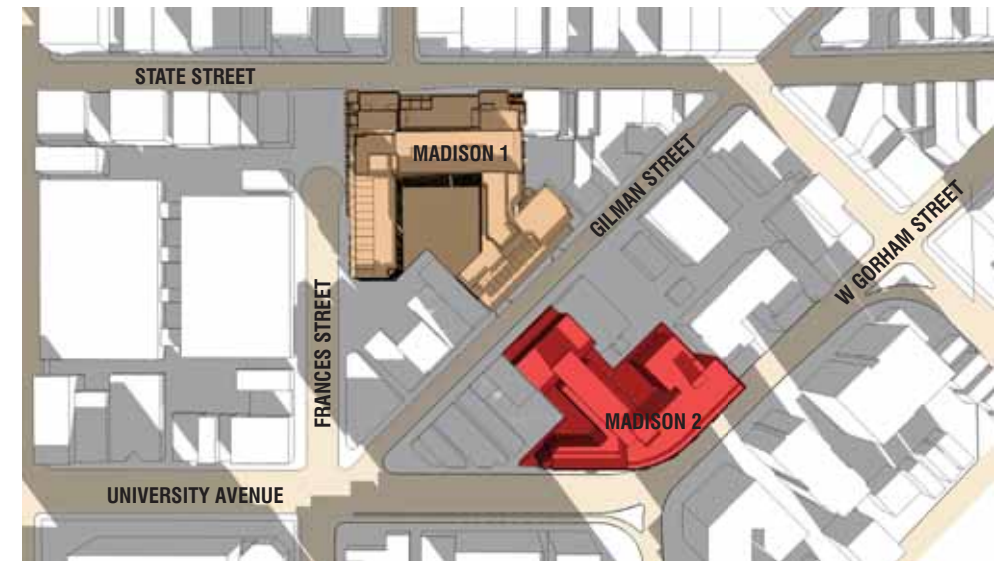 STATE STREET
MADISON 1
GILMAN STREET
W GORHAM STREET
FRANCES STREET
MADISON 2
UNIVERSITY AVENUE